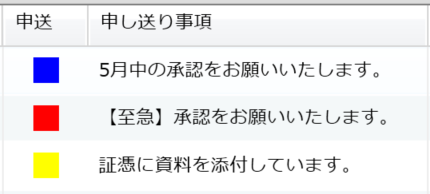 申送 申し送り事項
5月中の承認をお願いいたします。
【至急】承認をお願いいたします。
証憑に資料を添付しています。